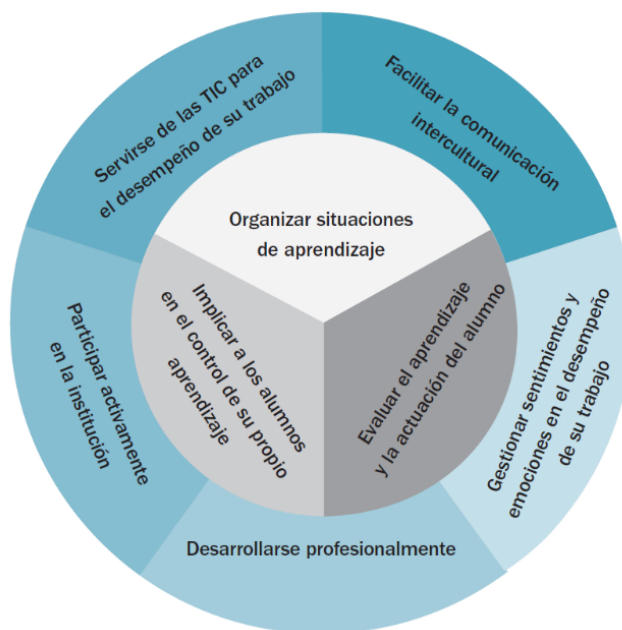 Servirse de las TIC para
el desempeño de su trabajo
Facilitar la comunicación
intercultural
Organizar situaciones
de aprendizaje
Implicar a los alumnos
en el control de su propio
aprendizaje
Evaluar el aprendizaje
y la actuación del alumno
Participar activamente
en la institución
Gestionar sentimientos y
emociones en el desempeño
de su trabajo
Desarrollarse profesionalmente